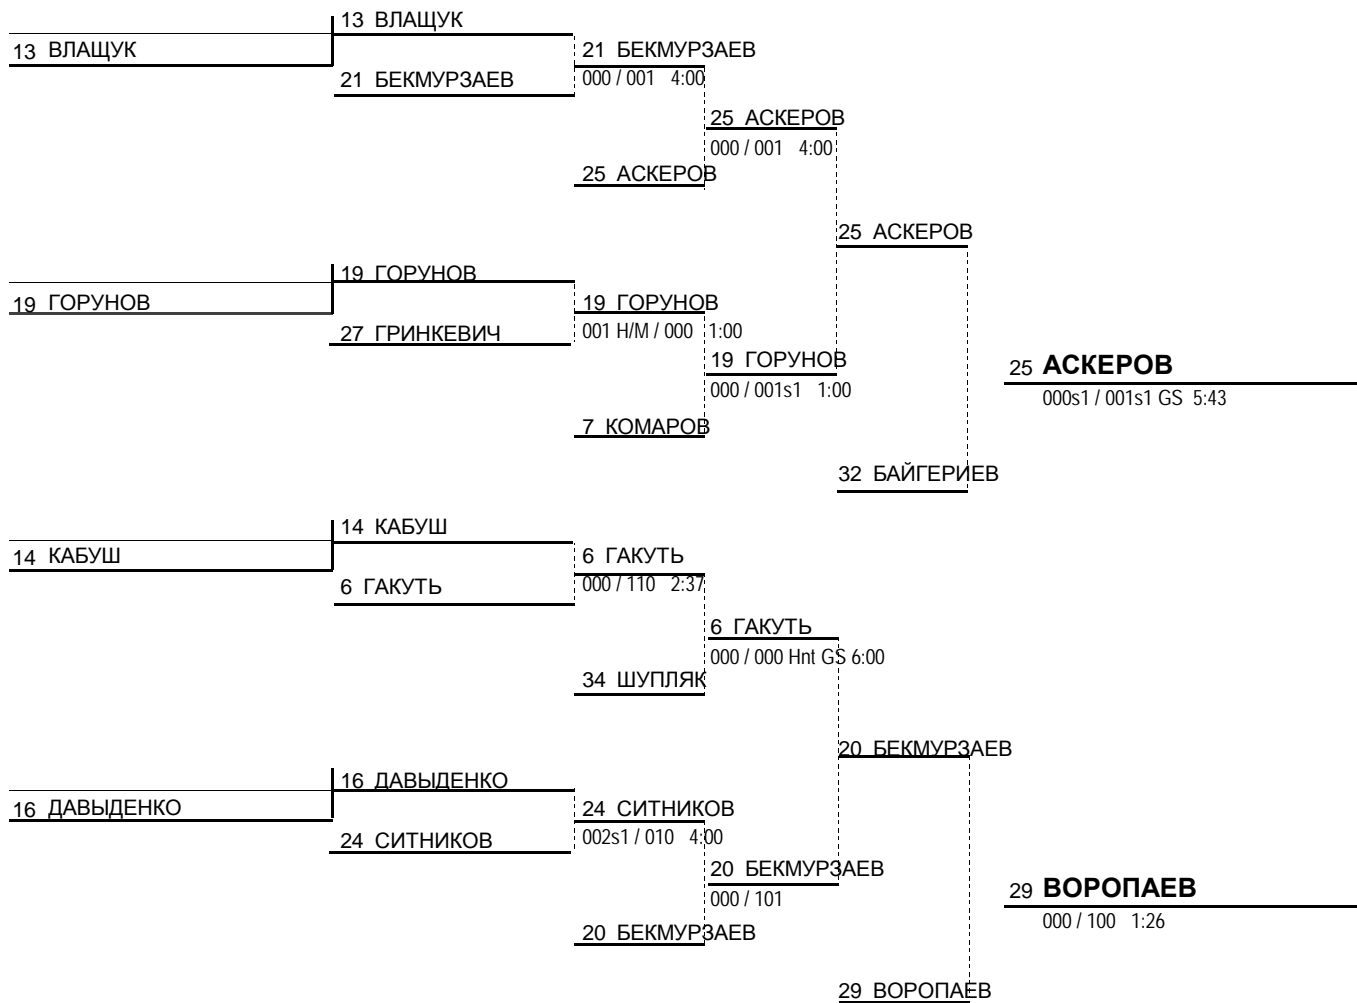 13 ВЛАЩУК
13 ВЛАЩУК
21 БЕКМУРЗАЕВ
21 БЕКМУРЗАЕВ
000 / 001 4:00
25 АСКЕРОВ
000 / 001 4:00
25 АСКЕРОВ
25 АСКЕРОВ
19 ГОРУНОВ
19 ГОРУНОВ
19 ГОРУНОВ
27 ГРИНКЕВИЧ
001 H/M / 000 1:00
19 ГОРУНОВ
000 / 001s1 1:00
7 КОМАРОВ
25 АСКЕРОВ
000s1 / 001s1 GS 5:43
32 БАЙГЕРИЕВ
14 КАБУШ
14 КАБУШ
6 ГАКУТЬ
6 ГАКУТЬ
000 / 110 2:37
6 ГАКУТЬ
000 / 000 Hnt GS 6:00
34 ШУПЛЯК
20 БЕКМУРЗАЕВ
16 ДАВЫДЕНКО
16 ДАВЫДЕНКО
24 СИТНИКОВ
24 СИТНИКОВ
002s1 / 010 4:00
20 БЕКМУРЗАЕВ
000 / 101
20 БЕКМУРЗАЕВ
29 ВОРОПАЕВ
000 / 100 1:26
29 ВОРОПАЕВ